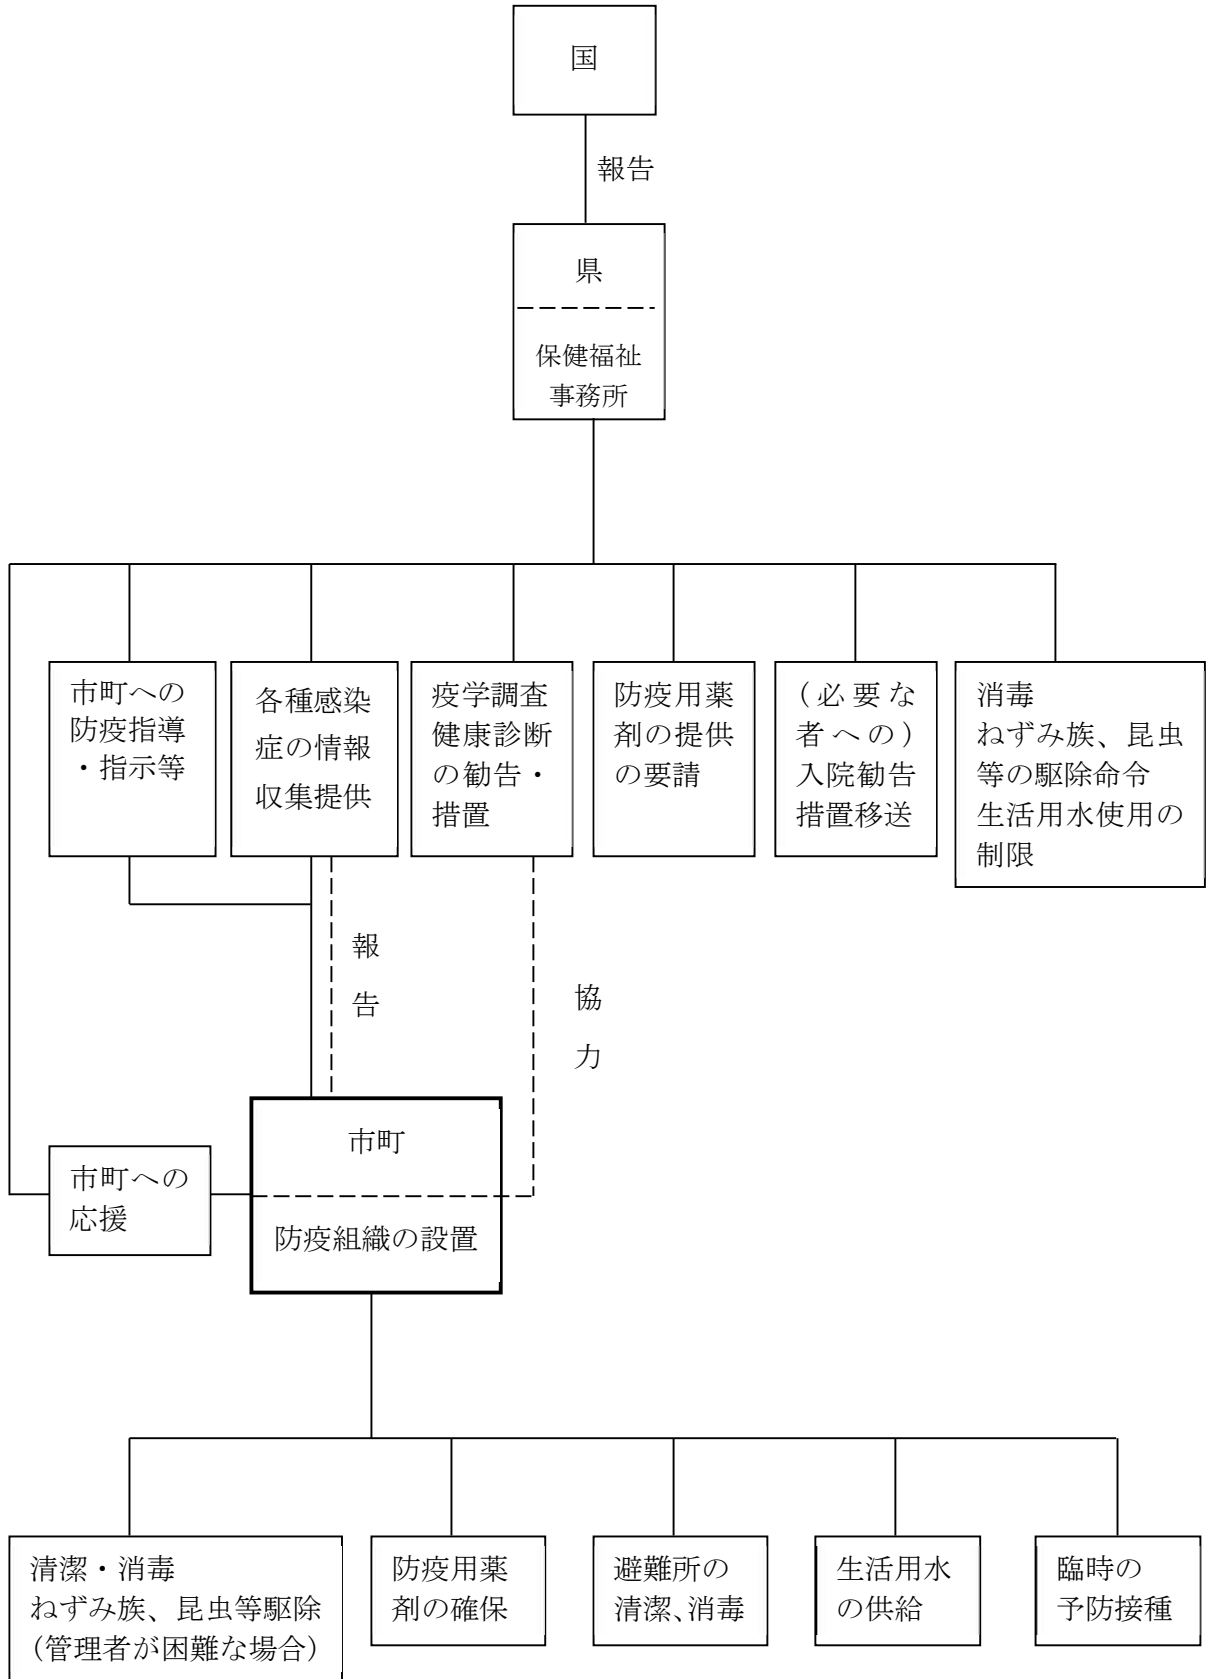 国
報告
県
保健福祉
事務所
市町への
防疫指導
・指示等
各種感染
症の情報
収集提供
疫学調査
健康診断
の勧告・
措置
防疫用薬
剤の提供
の要請
(必要な
者への)
入院勧告
措置移送
消毒
ねずみ族、昆虫
等の駆除命令
生活用水使用の
制限
報
告
協
力
市町への
応援
市町
防疫組織の設置
清潔・消毒
ねずみ族、昆虫等駆除
(管理者が困難な場合)
防疫用薬
剤の確保
避難所の
清潔、消毒
生活用水
の供給
臨時の
予防接種